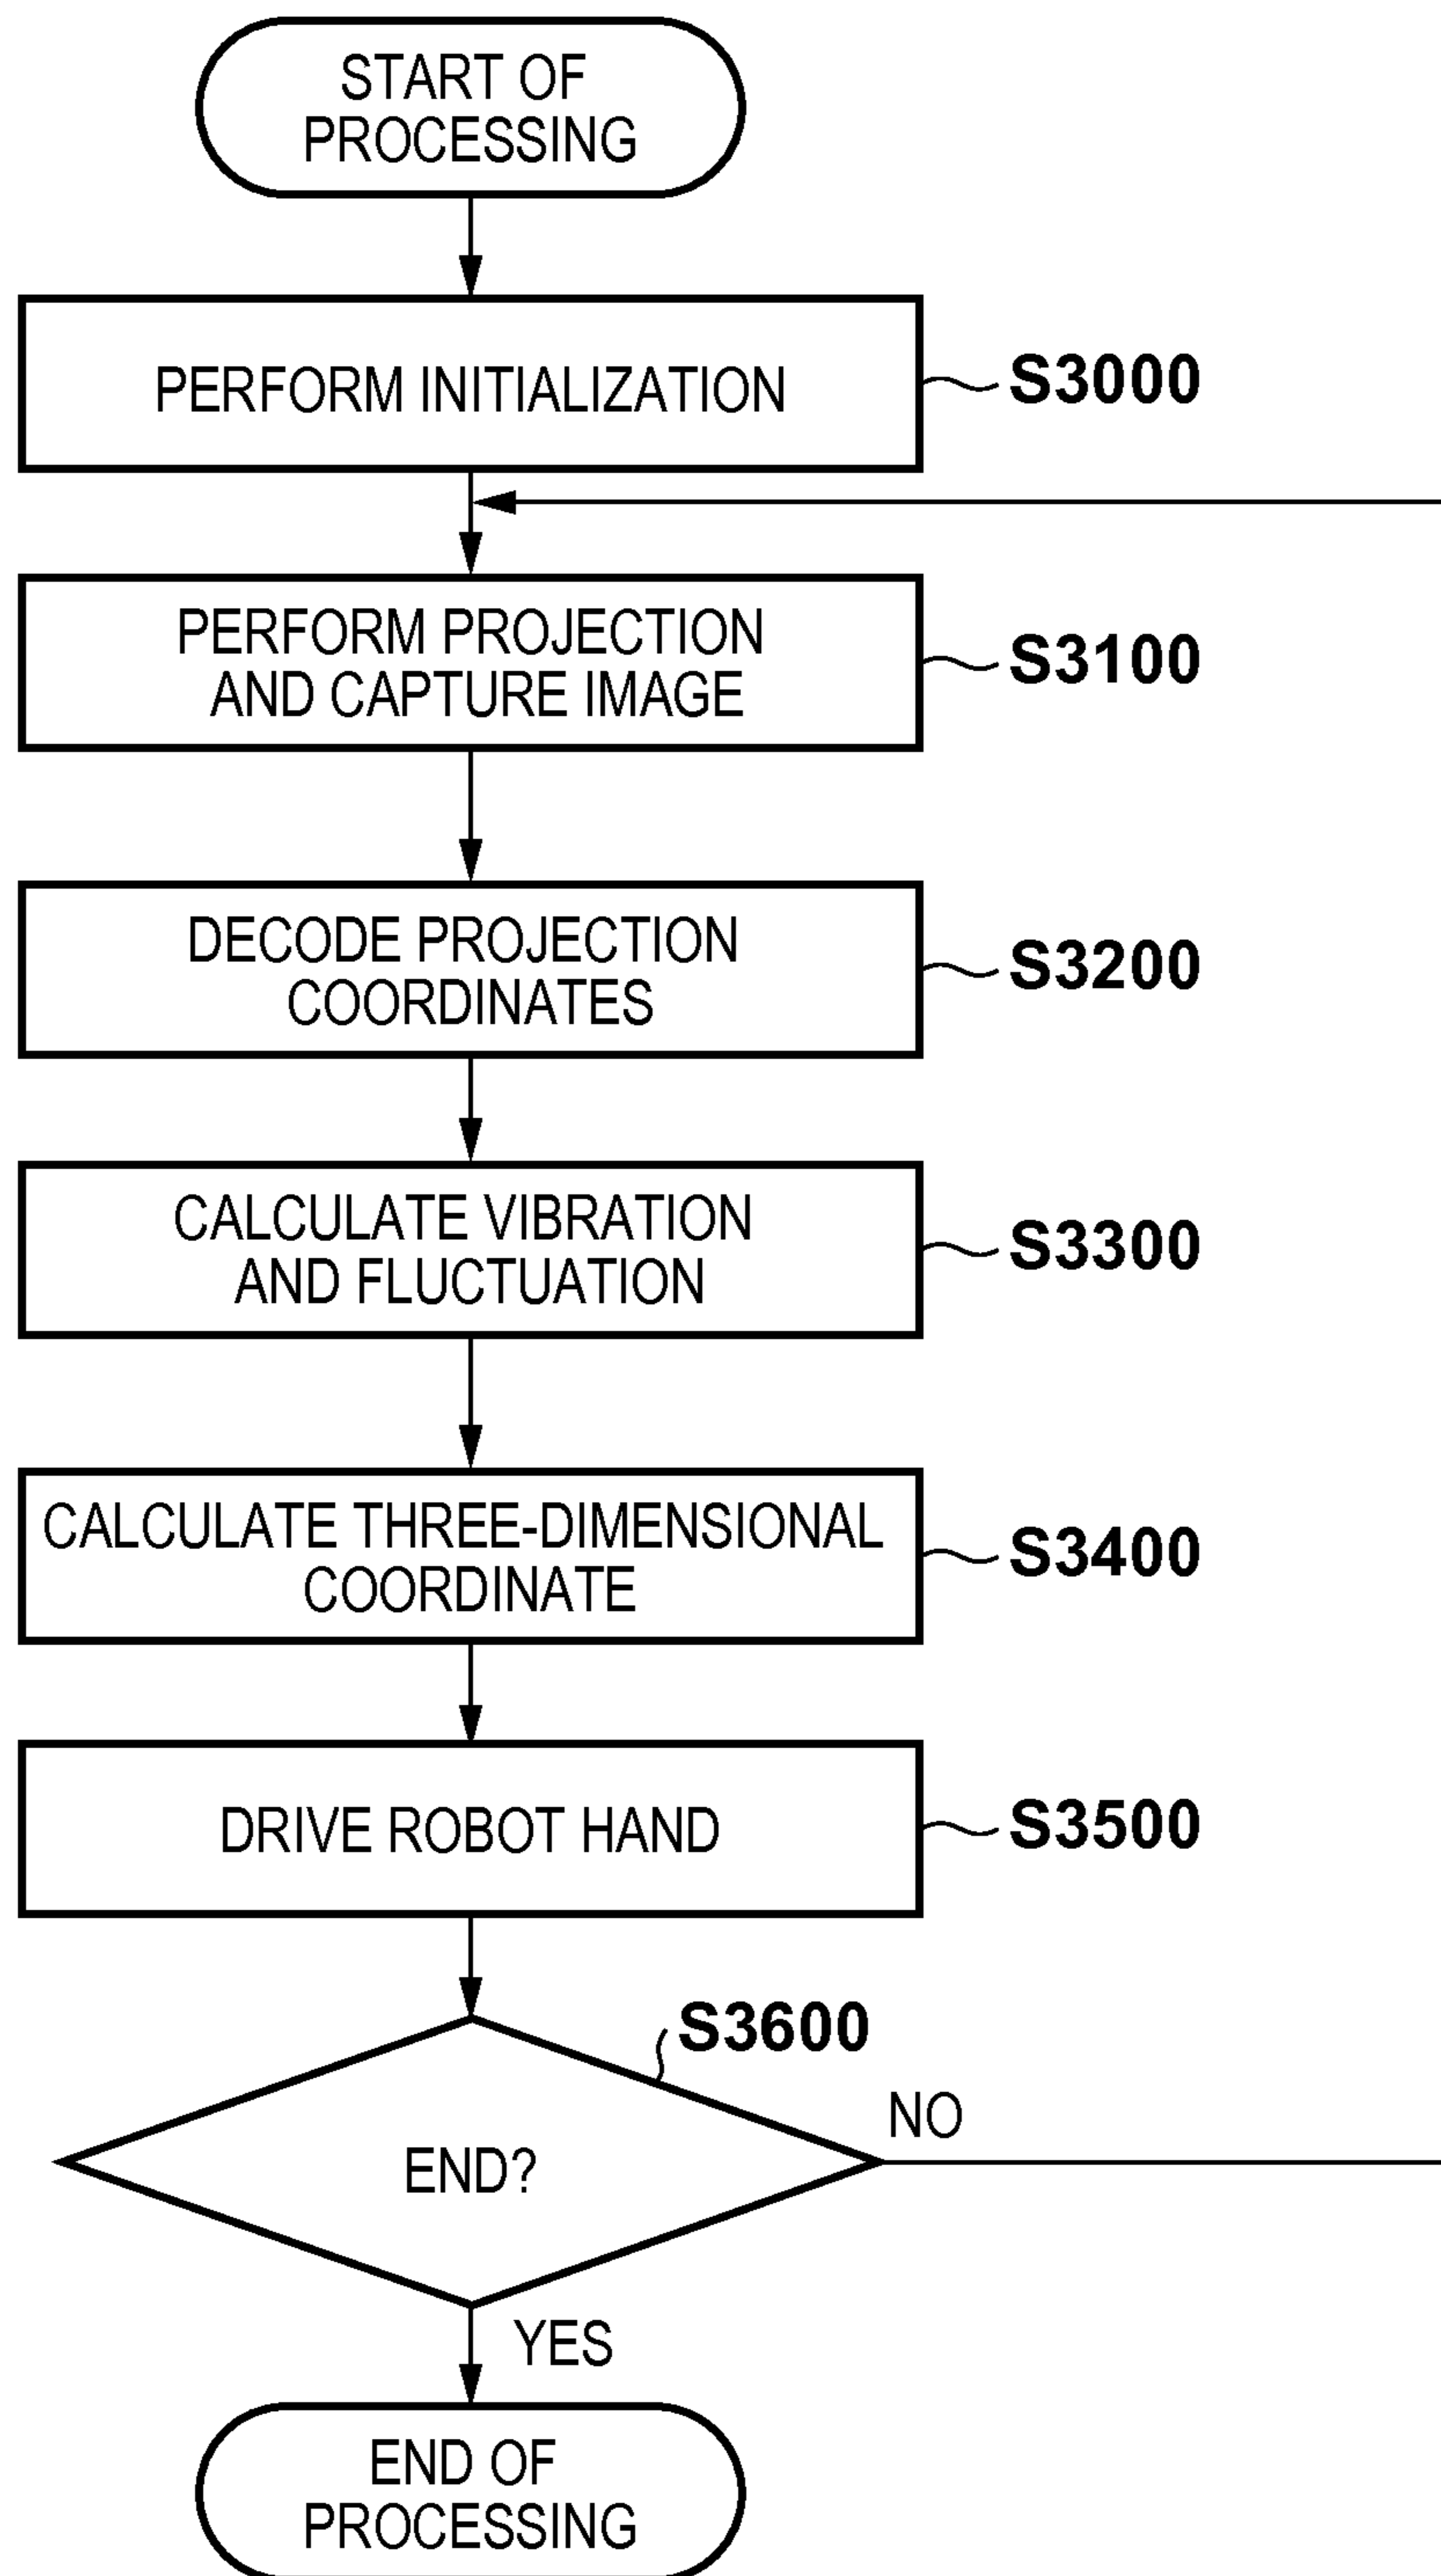 START OF
PROCESSING
PERFORM INITIALIZATION
S3000
PERFORM PROJECTION
AND CAPTURE IMAGE
S3100
DECODE PROJECTION
COORDINATES
S3200
CALCULATE VIBRATION
AND FLUCTUATION
S3300
CALCULATE THREE-DIMENSIONAL
COORDINATE
S3400
DRIVE ROBOT HAND
S3500
S3600
NO
END?
YES
END OF
PROCESSING